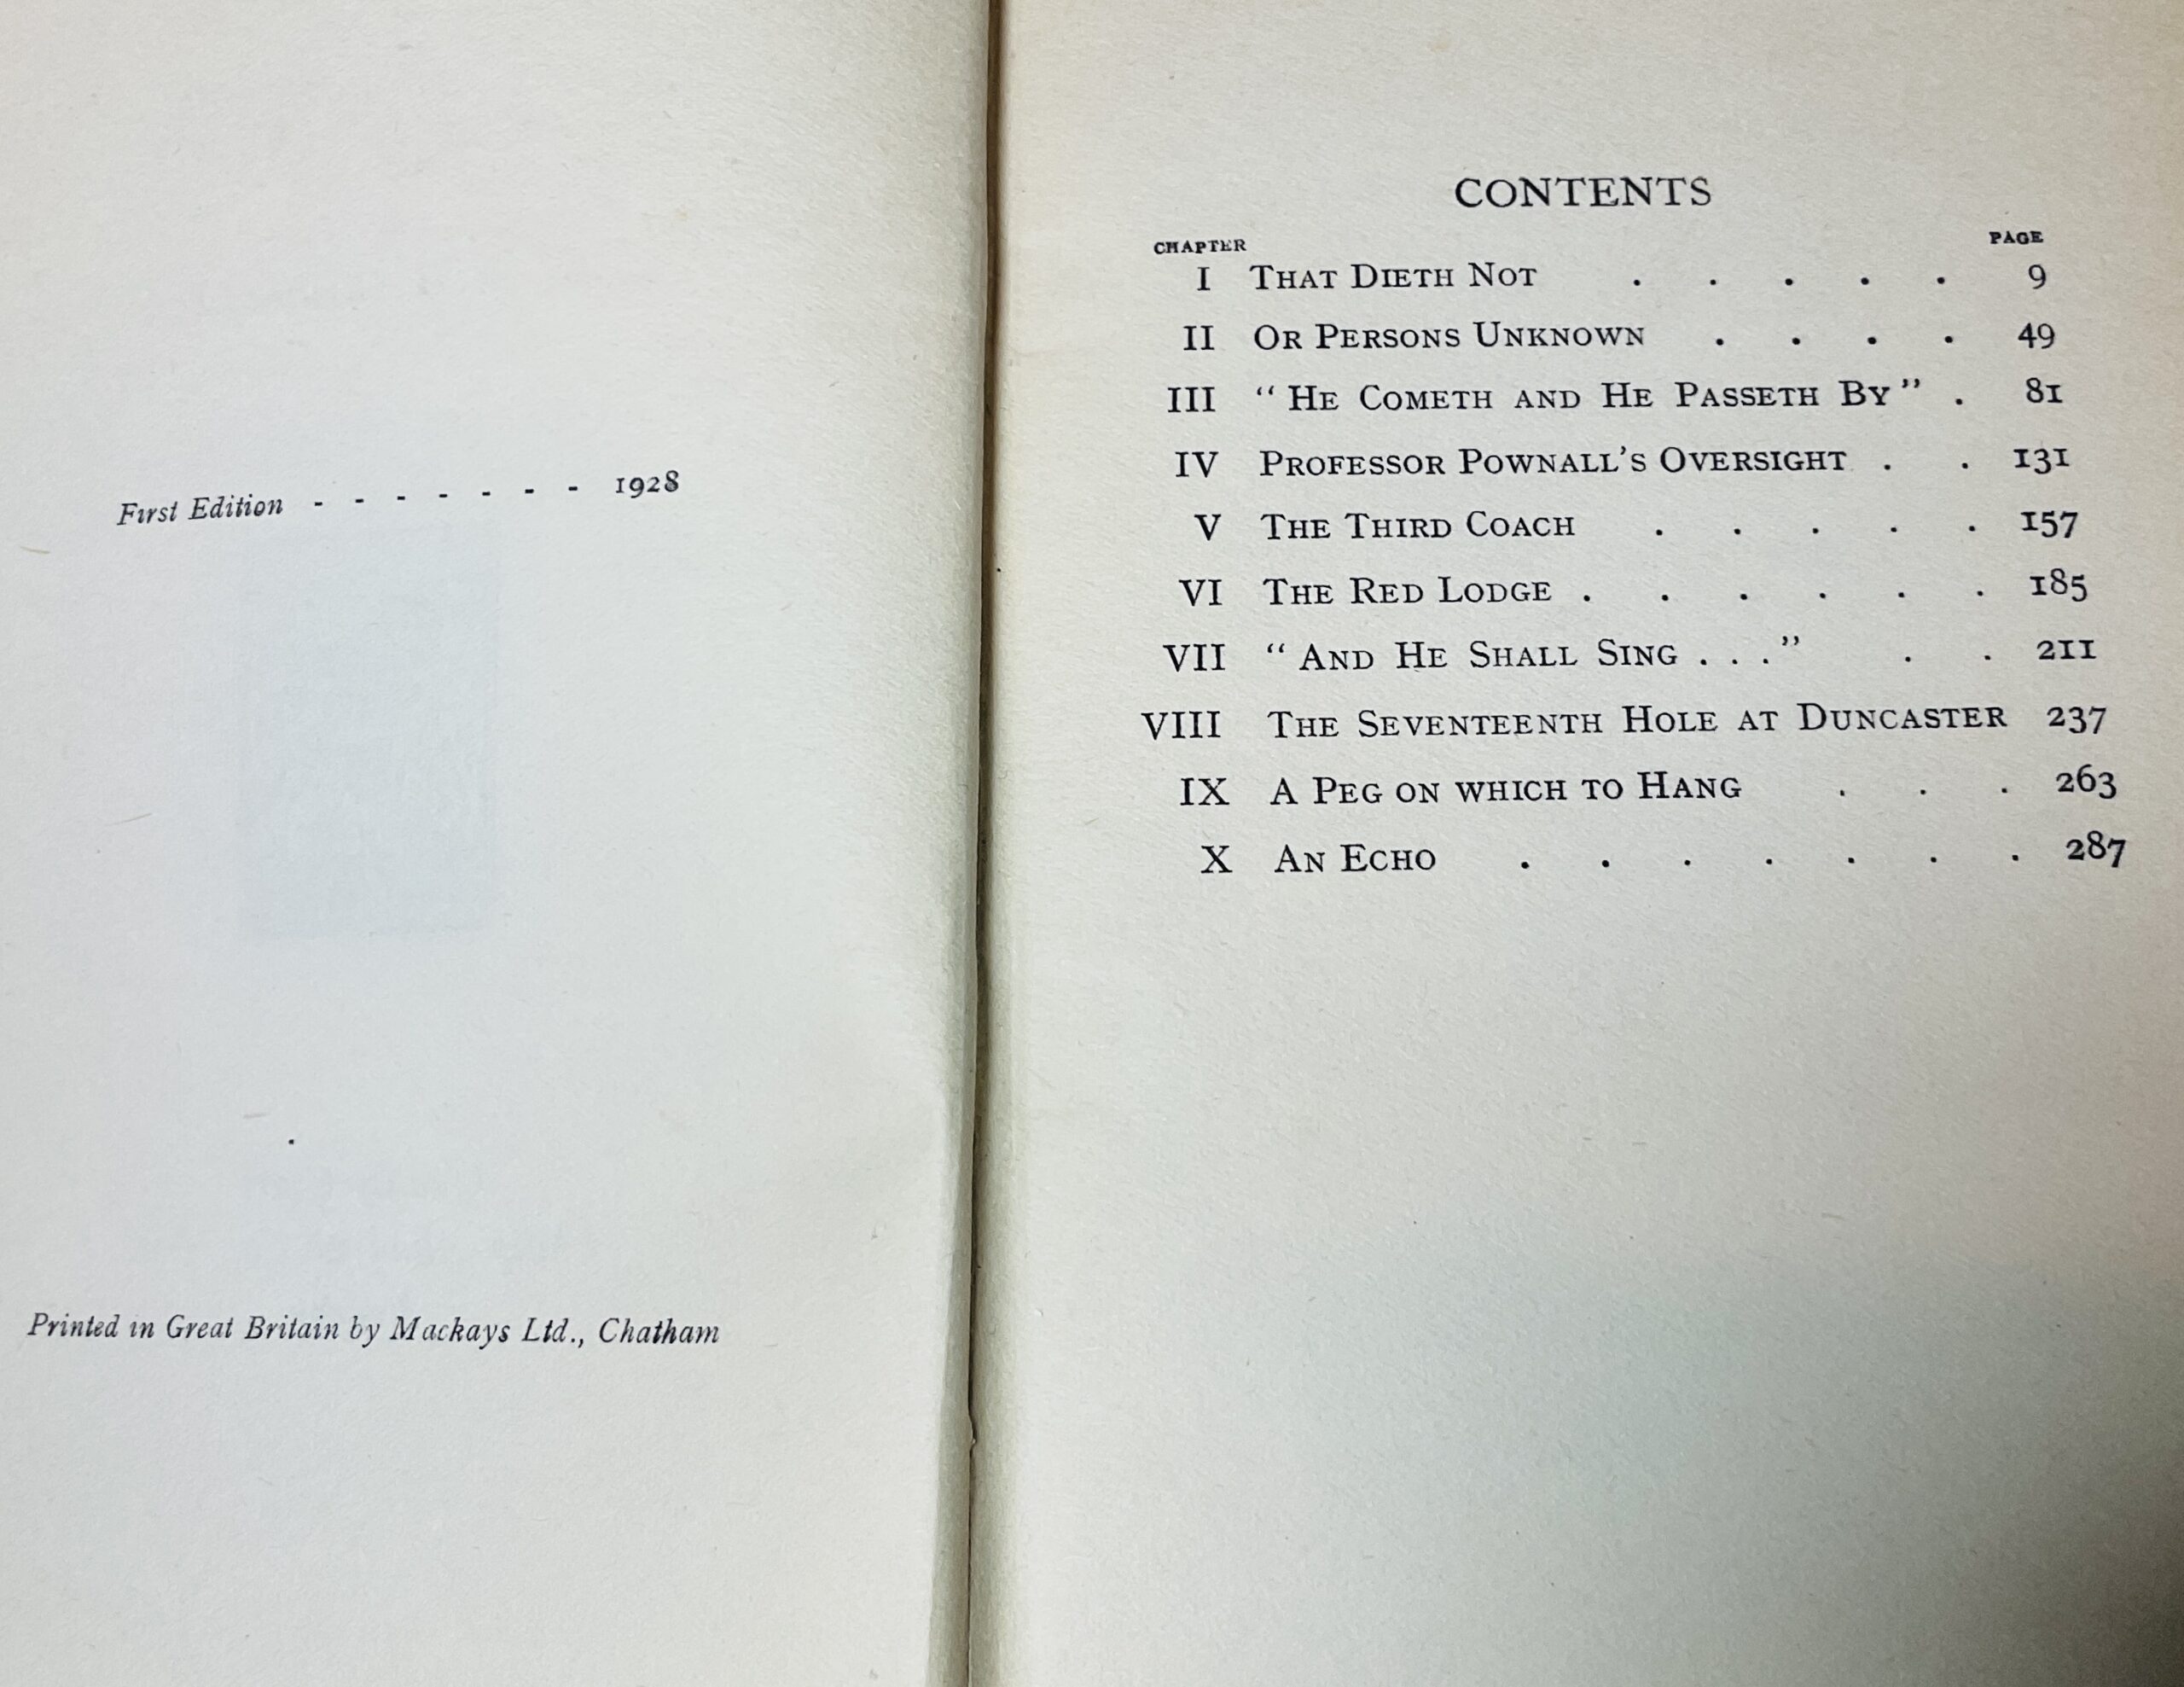 First Edition - - - - - - - 1928
Printed in Great Britain by Mackays Ltd., Chatham
CONTENTS
CHAPTER PAGE
I THAT DIETH NOT . . . . . 9
II OR PERSONS UNKNOWN . . . . 49
III “ HE COMETH AND HE PASSETH BY ” . 81
IV PROFESSOR POWNALL’S OVERSIGHT . . 131
V THE THIRD COACH . . . . . 157
VI THE RED LODGE . . . . . . 185
VII “ AND HE SHALL SING . . . ” . . 211
VIII THE SEVENTEENTH HOLE AT DUNCASTER 237
IX A PEG ON WHICH TO HANG . . . 263
X AN ECHO . . . . . . . 287